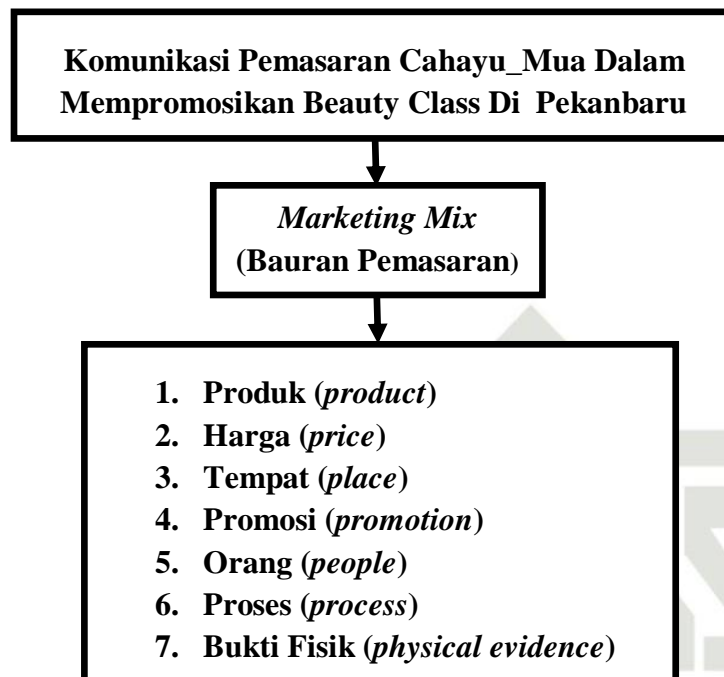 Komunikasi Pemasaran Cahayu_Mua Dalam
Mempromosikan Beauty Class Di Pekanbaru
Marketing Mix
(Bauran Pemasaran)
1. Produk (product)
2. Harga (price)
3. Tempat (place)
4. Promosi (promotion)
5. Orang (people)
6. Proses (process)
7. Bukti Fisik (physical evidence)